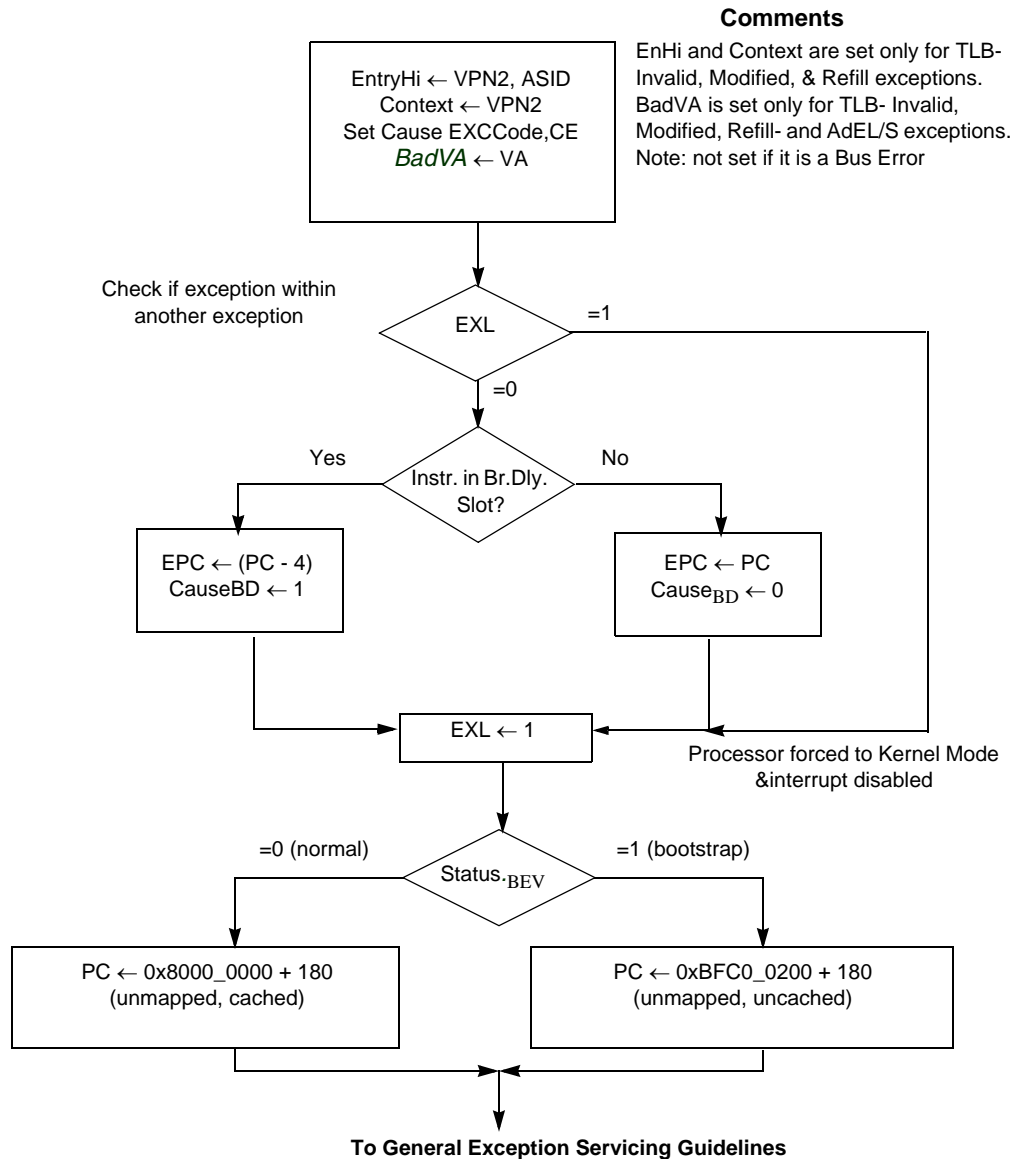 Comments
EnHi and Context are set only for TLB-
Invalid, Modified, & Refill exceptions.
BadVA is set only for TLB- Invalid,
Modified, Refill- and AdEL/S exceptions.
Note: not set if it is a Bus Error
EntryHi ← VPN2, ASID
Context ← VPN2
Set Cause EXCCode,CE
BadVA ← VA
Check if exception within
another exception
EXL
=1
=0
Yes
Instr. in Br.Dly.
Slot?
No
EPC ← (PC - 4)
CauseBD ← 1
EPC ← PC
CauseBD ← 0
EXL ← 1
Processor forced to Kernel Mode
&interrupt disabled
=0 (normal)
Status.BEV
=1 (bootstrap)
PC ← 0x8000_0000 + 180
(unmapped, cached)
PC ← 0xBFC0_0200 + 180
(unmapped, uncached)
To General Exception Servicing Guidelines